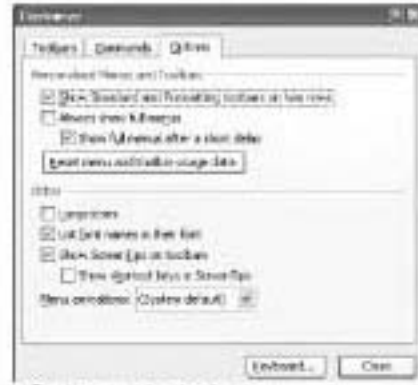 Customize
Toolbars Commands Options
Personalized Menus and Toolbars
Show Standard and Formatting toolbars on two rows
Always show full menus
Show full menus after a short delay
Reset menu and toolbar usage data
Other
Large icons
List font names in their font
Show ScreenTips on toolbars
Show shortcut keys in ScreenTips
Menu animations: (System default)
Keyboard... Close